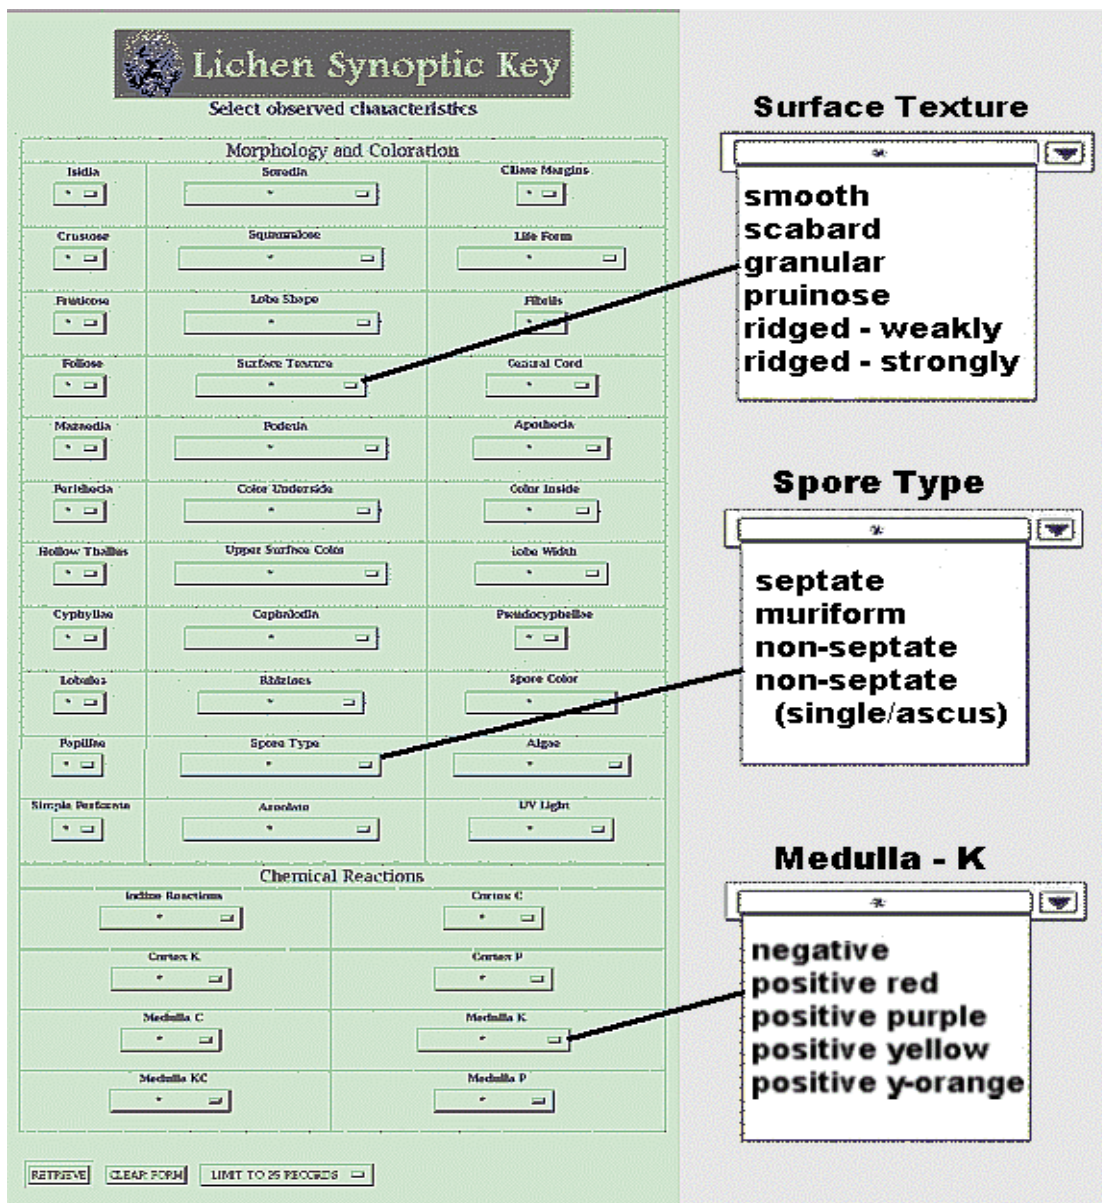 Lichen Synoptic Key
Select observed characteristics
Morphology and Coloration
Isidia Soredia Ciliate Margins
* * *
Crustose Squamulose Life Form
* * *
Fruticose Lobe Shape Fibrils
* * *
Foliose Surface Texture Central Cord
* * *
Mazaedia Podetia Apothecia
* * *
Perithecia Color Underside Color Inside
* * *
Hollow Thallus Upper Surface Color Lobe Width
* * *
Cyphyllae Cephalodia Pseudocyphellae
* * *
Lobules Rhizines Spore Color
* * *
Papillae Spore Type Algae
* * *
Simple Perforate Areolate UV Light
* * *
Chemical Reactions
Iodine Reactions Cortex C
* *
Cortex K Cortex P
* *
Medulla C Medulla K
* *
Medulla KC Medulla P
* *
RETRIEVE CLEAR FORM LIMIT TO 25 RECORDS
Surface Texture
*
smooth
scabard
granular
pruinose
ridged - weakly
ridged - strongly
Spore Type
*
septate
muriform
non-septate
non-septate
(single/ascus)
Medulla - K
*
negative
positive red
positive purple
positive yellow
positive y-orange